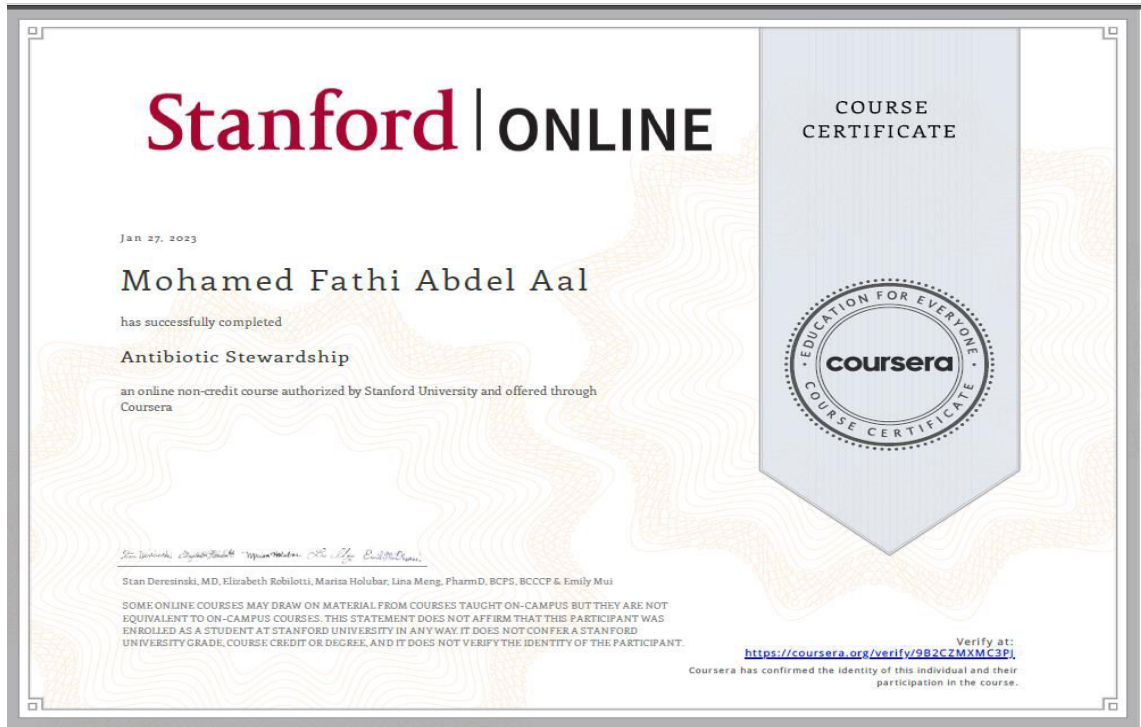 Stanford | ONLINE
COURSE
CERTIFICATE
Jan 27, 2023
Mohamed Fathi Abdel Aal
has successfully completed
Antibiotic Stewardship
an online non-credit course authorized by Stanford University and offered through
Coursera
EDUCATION FOR EVERYONE
coursera
COURSE CERTIFICATE
Stan Deresinski, MD, Elizabeth Robilotti, Marisa Holubar, Lina Meng, PharmD, BCPS, BCCCP & Emily Mui
SOME ONLINE COURSES MAY DRAW ON MATERIAL FROM COURSES TAUGHT ON-CAMPUS BUT THEY ARE NOT
EQUIVALENT TO ON-CAMPUS COURSES. THIS STATEMENT DOES NOT AFFIRM THAT THIS PARTICIPANT WAS
ENROLLED AS A STUDENT AT STANFORD UNIVERSITY IN ANY WAY. IT DOES NOT CONFER A STANFORD
UNIVERSITY GRADE, COURSE CREDIT OR DEGREE, AND IT DOES NOT VERIFY THE IDENTITY OF THE PARTICIPANT.
Verify at:
https://coursera.org/verify/9B2CZMXMC3PJ
Coursera has confirmed the identity of this individual and their
participation in the course.